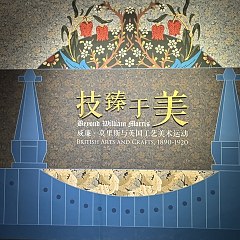 技臻于美
Beyond William Morris
威廉·莫里斯与英国工艺美术运动
BRITISH ARTS AND CRAFTS, 1890-1920